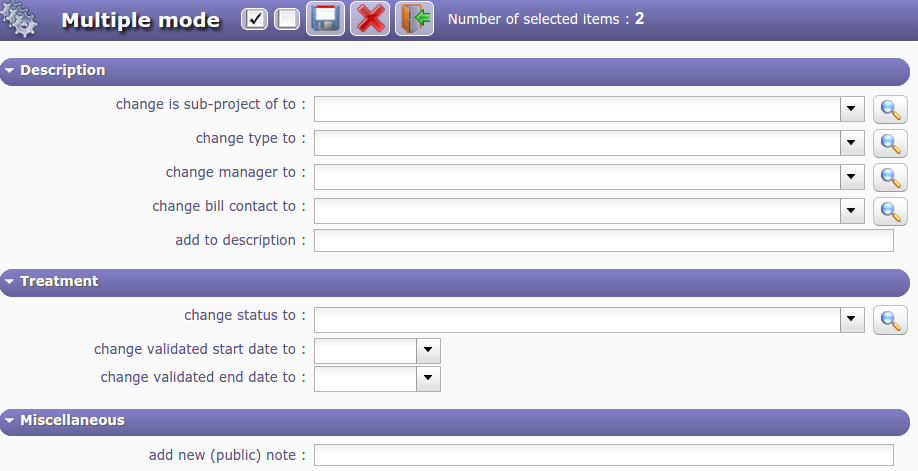 Multiple mode
Number of selected items : 2
Description
change is sub-project of to :
change type to :
change manager to :
change bill contact to :
add to description :
Treatment
change status to :
change validated start date to :
change validated end date to :
Miscellaneous
add new (public) note :